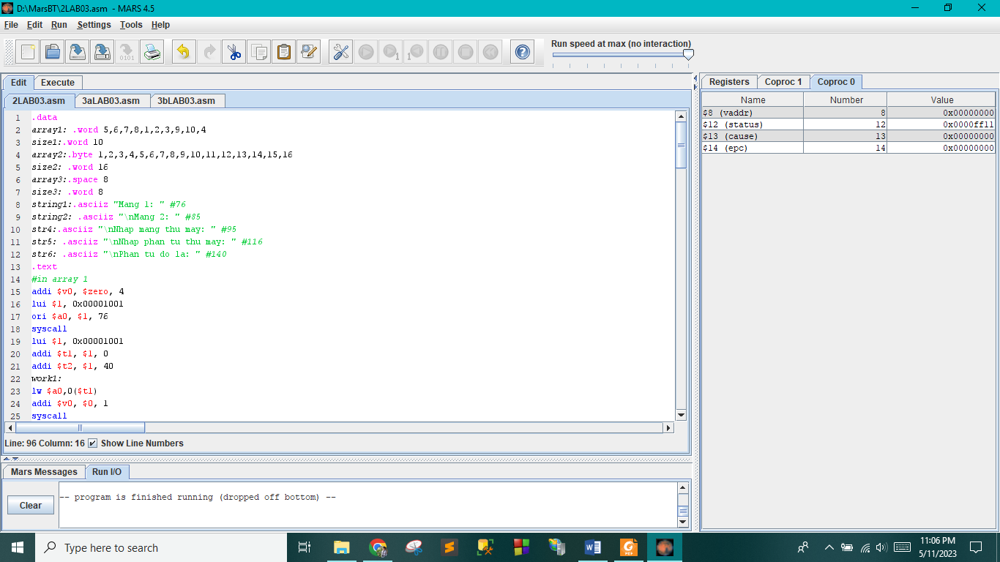 D:\MarsBT\2LAB03.asm - MARS 4.5
File Edit Run Settings Tools Help
Run speed at max (no interaction)
Edit Execute
2LAB03.asm 3aLAB03.asm 3bLAB03.asm
1 .data
2 array1: .word 5,6,7,8,1,2,3,9,10,4
3 size1:.word 10
4 array2:.byte 1,2,3,4,5,6,7,8,9,10,11,12,13,14,15,16
5 size2: .word 16
6 array3:.space 8
7 size3: .word 8
8 string1:.asciiz "Mang 1: " #76
9 string2: .asciiz "\nMang 2: " #85
10 str4:.asciiz "\nNhap mang thu may: " #95
11 str5: .asciiz "\nNhap phan tu thu may: " #116
12 str6: .asciiz "\nPhan tu do la: " #140
13 .text
14 #in array 1
15 addi $v0, $zero, 4
16 lui $1, 0x00001001
17 ori $a0, $1, 76
18 syscall
19 lui $1, 0x00001001
20 addi $t1, $1, 0
21 addi $t2, $1, 40
22 work1:
23 lw $a0,0($t1)
24 addi $v0, $0, 1
25 syscall
Line: 96 Column: 16 Show Line Numbers
Mars Messages Run I/O
Clear
-- program is finished running (dropped off bottom) --
Registers Coproc 1 Coproc 0
Name Number Value
$8 (vaddr) 8 0x00000000
$12 (status) 12 0x0000ff11
$13 (cause) 13 0x00000000
$14 (epc) 14 0x00000000
Type here to search
11:06 PM
5/11/2023